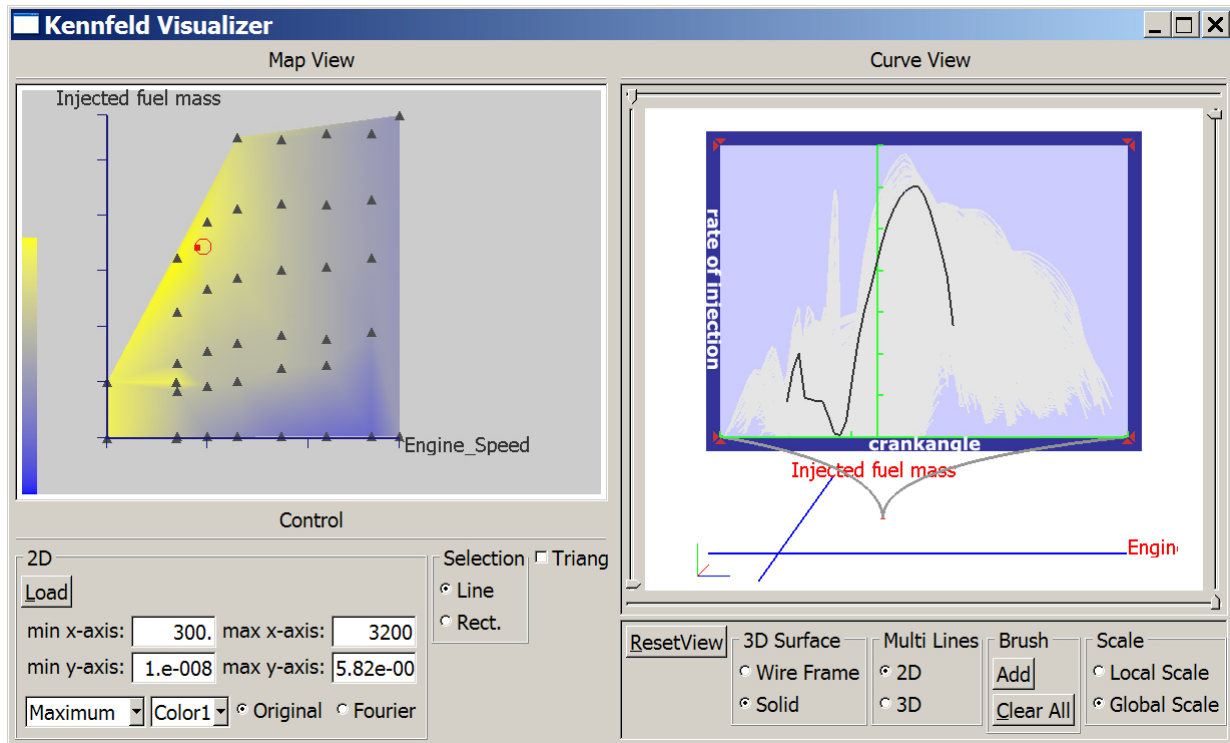 Kennfeld Visualizer
Map View
Injected fuel mass
Engine_Speed
Curve View
rate of injection
crankangle
Injected fuel mass
Engin
Control
2D
Load
min x-axis: 300. max x-axis: 3200
min y-axis: 1.e-008 max y-axis: 5.82e-00
Maximum Color1 Original Fourier
Selection
Line
Rect.
Triang
ResetView
3D Surface
Wire Frame
Solid
Multi Lines
2D
3D
Brush
Add
Clear All
Scale
Local Scale
Global Scale